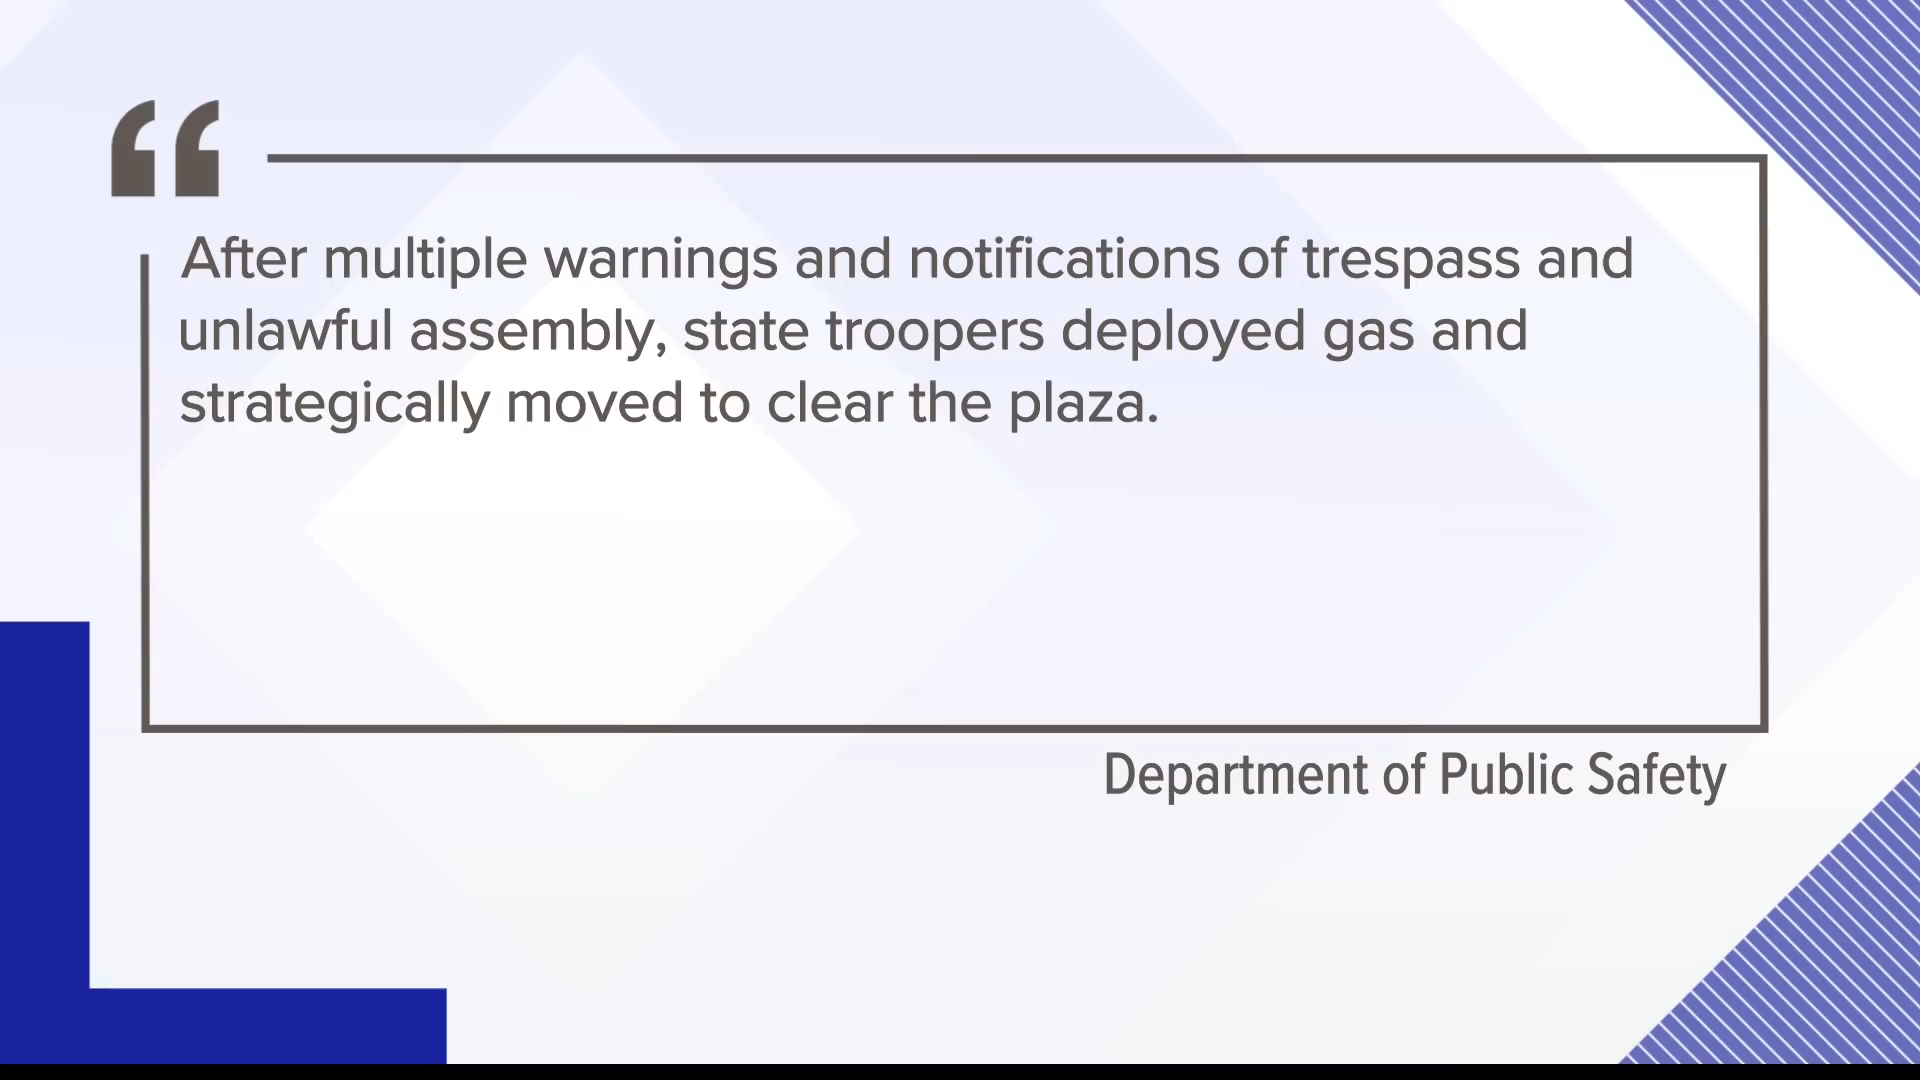 “
After multiple warnings and notifications of trespass and
unlawful assembly, state troopers deployed gas and
strategically moved to clear the plaza.
Department of Public Safety